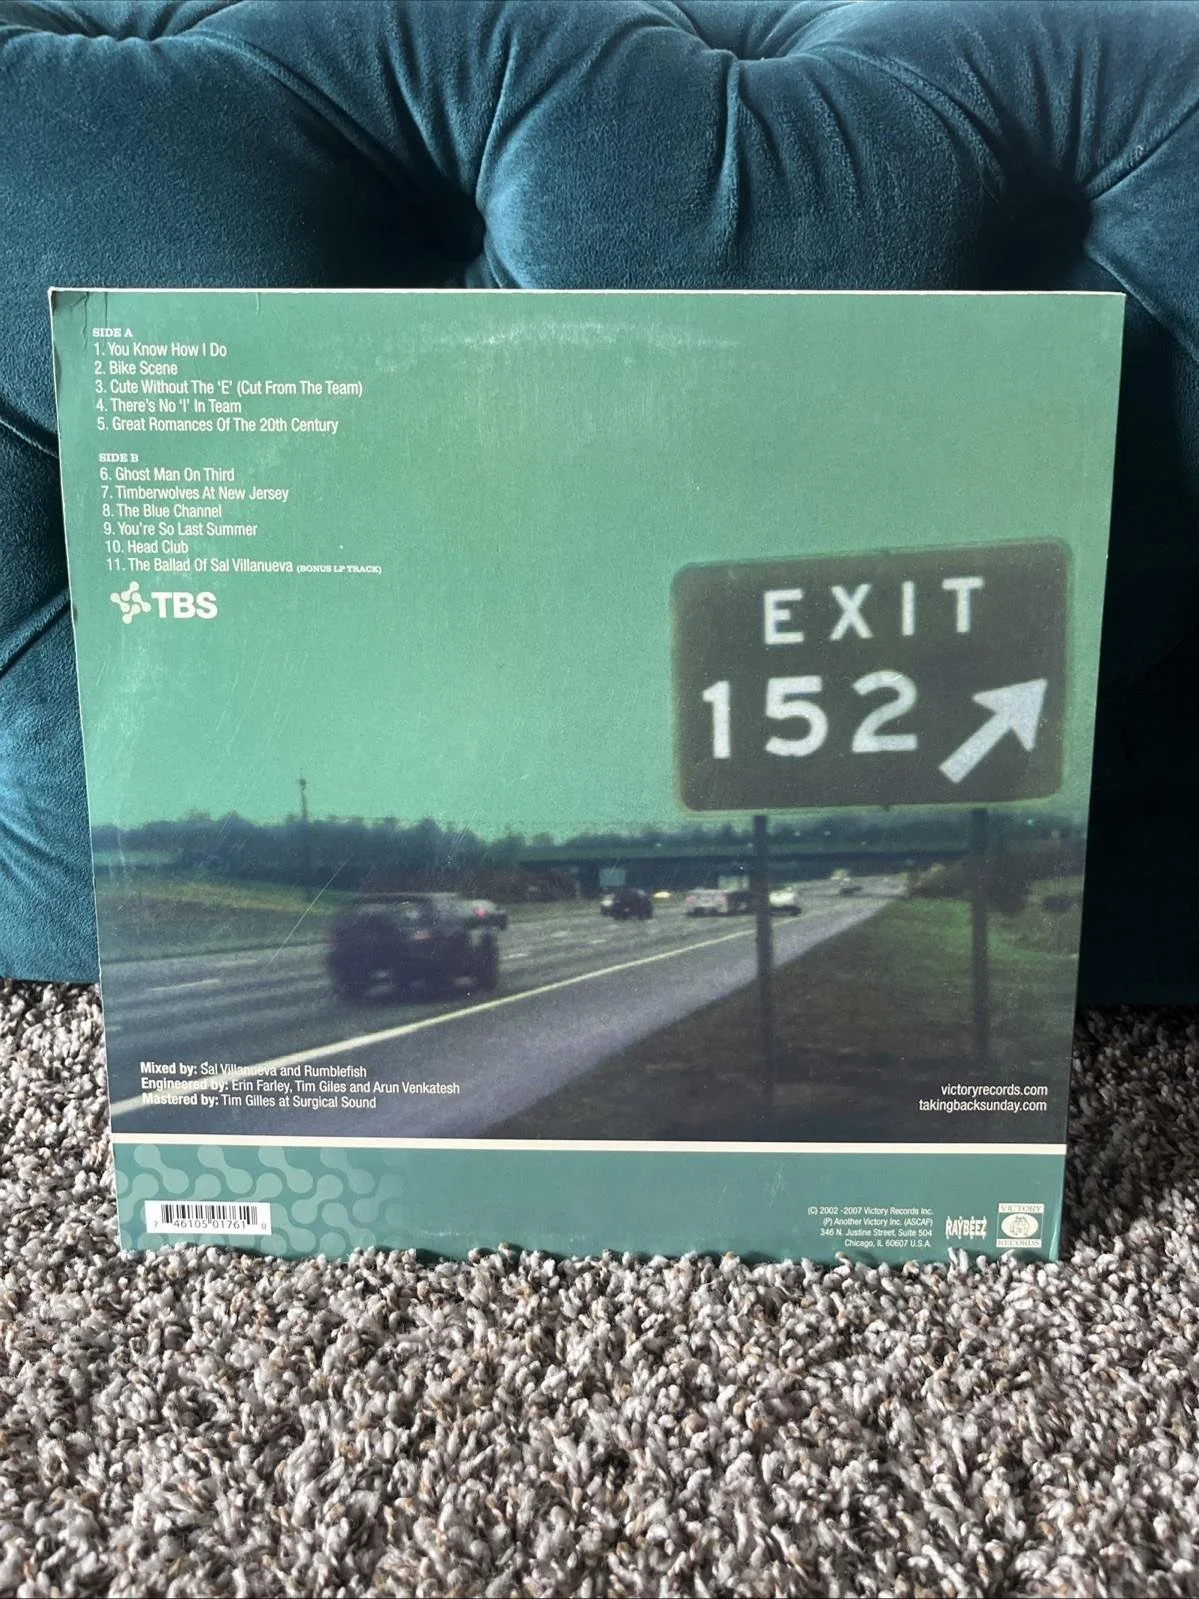 SIDE A
1. You Know How I Do
2. Bike Scene
3. Cute Without The 'E' (Cut From The Team)
4. There's No 'I' In Team
5. Great Romances Of The 20th Century
SIDE B
6. Ghost Man On Third
7. Timberwolves At New Jersey
8. The Blue Channel
9. You're So Last Summer
10. Head Club
11. The Ballad Of Sal Villanueva (BONUS LP TRACK)
TBS
EXIT
152
Mixed by: Sal Villanueva and Rumblefish
Engineered by: Erin Farley, Tim Giles and Arun Venkatesh
Mastered by: Tim Gilles at Surgical Sound
victoryrecords.com
takingbacksunday.com
7 46105 01761 0
(C) 2002 -2007 Victory Records Inc.
(P) Another Victory Inc. (ASCAP)
346 N. Justine Street, Suite 504
Chicago, IL 60607 U.S.A.
RAYBEEZ
VICTORY
RECORDS